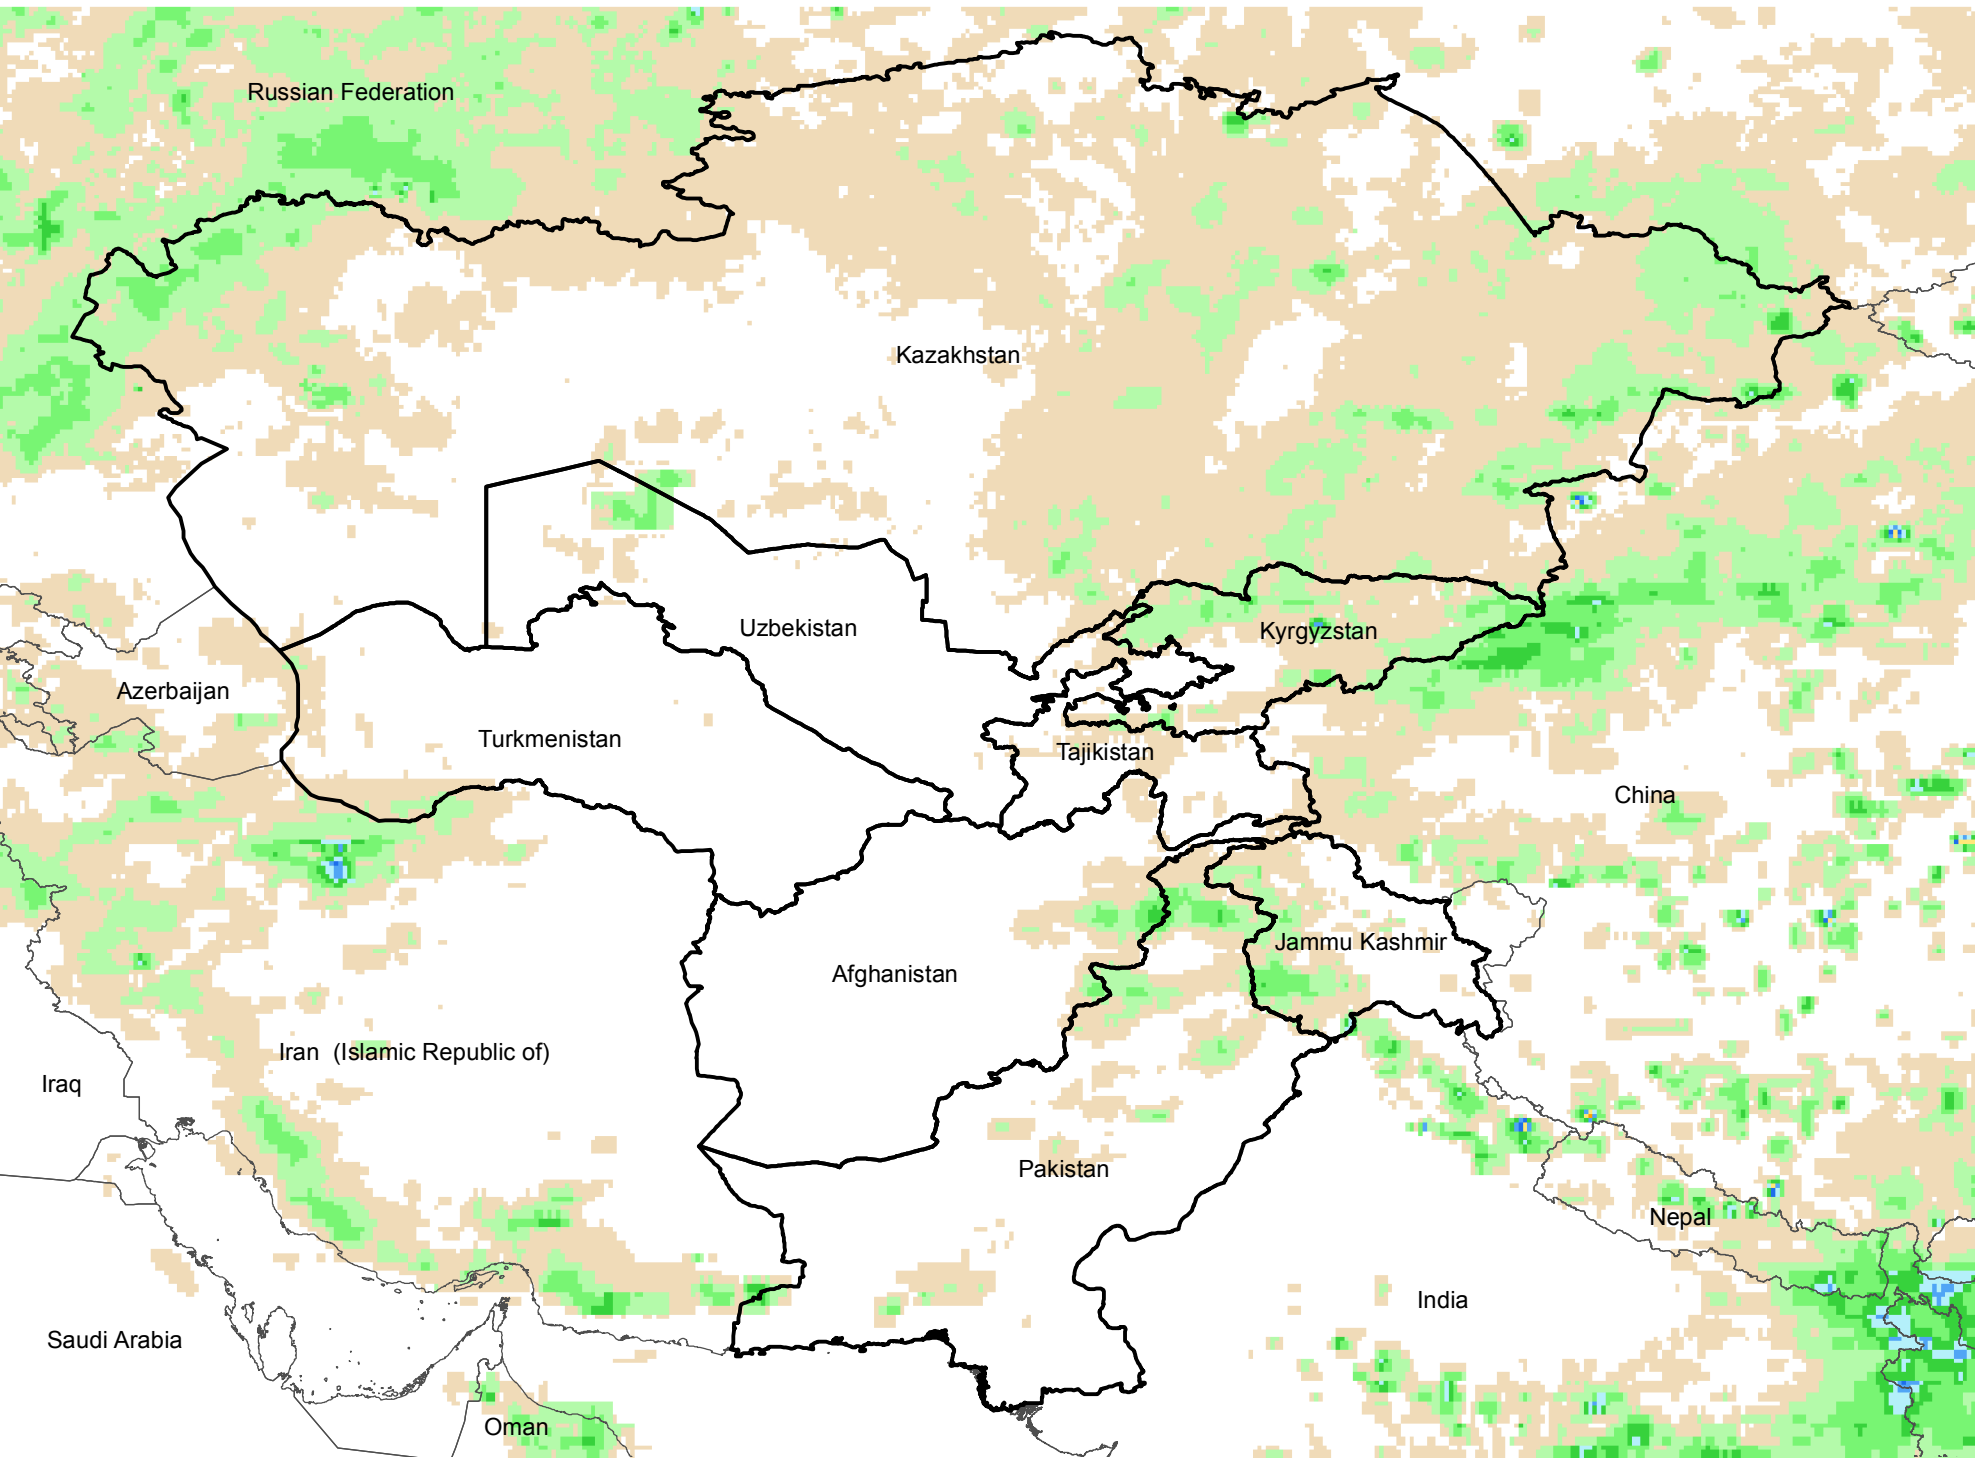 Russian Federation
Kazakhstan
Uzbekistan
Kyrgyzstan
Azerbaijan
Turkmenistan
Tajikistan
China
Jammu Kashmir
Afghanistan
Iran  (Islamic Republic of)
Iraq
Pakistan
Nepal
India
Saudi Arabia
Oman